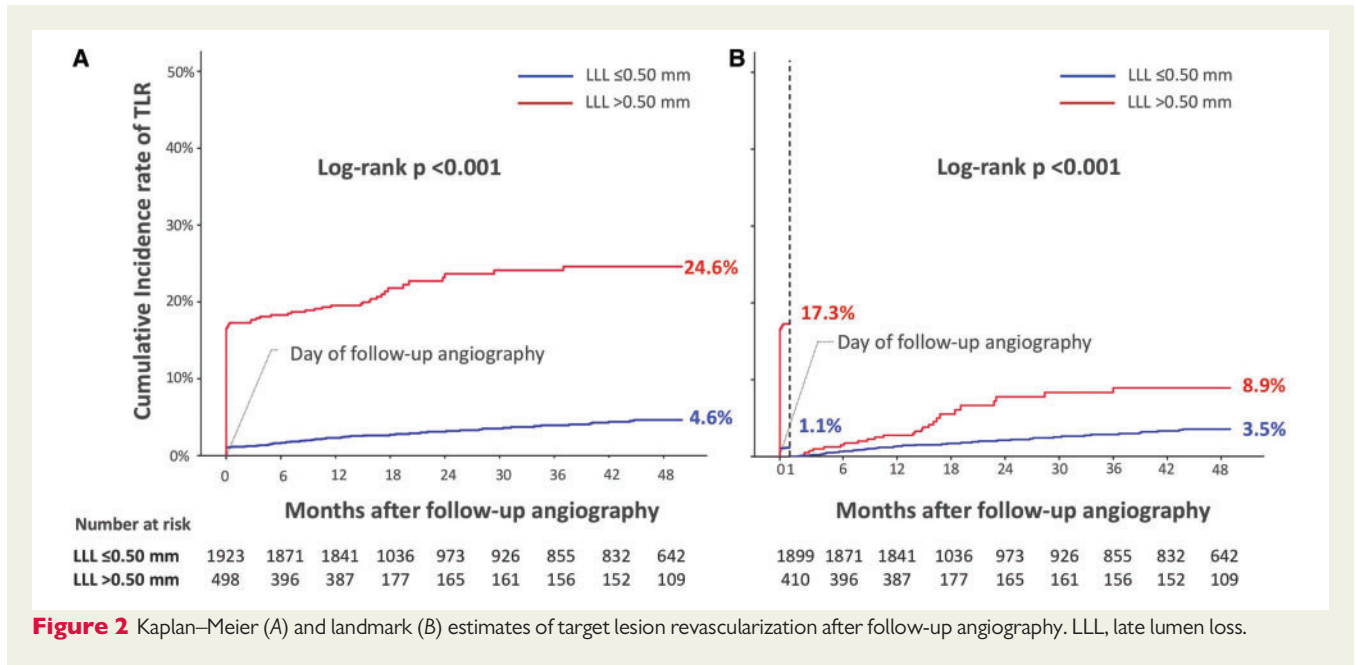 A
50%
40%
30%
20%
10%
0%
Cumulative Incidence rate of TLR
LLL ≤0.50 mm
LLL >0.50 mm
Log-rank p <0.001
24.6%
Day of follow-up angiography
4.6%
0 6 12 18 24 30 36 42 48
Months after follow-up angiography
B
LLL ≤0.50 mm
LLL >0.50 mm
Log-rank p <0.001
17.3%
Day of follow-up angiography
8.9%
1.1%
3.5%
0 1 6 12 18 24 30 36 42 48
Months after follow-up angiography
Number at risk
LLL ≤0.50 mm 1923 1871 1841 1036 973 926 855 832 642 1899 1871 1841 1036 973 926 855 832 642
LLL >0.50 mm 498 396 387 177 165 161 156 152 109 410 396 387 177 165 161 156 152 109
Figure 2 Kaplan–Meier (A) and landmark (B) estimates of target lesion revascularization after follow-up angiography. LLL, late lumen loss.